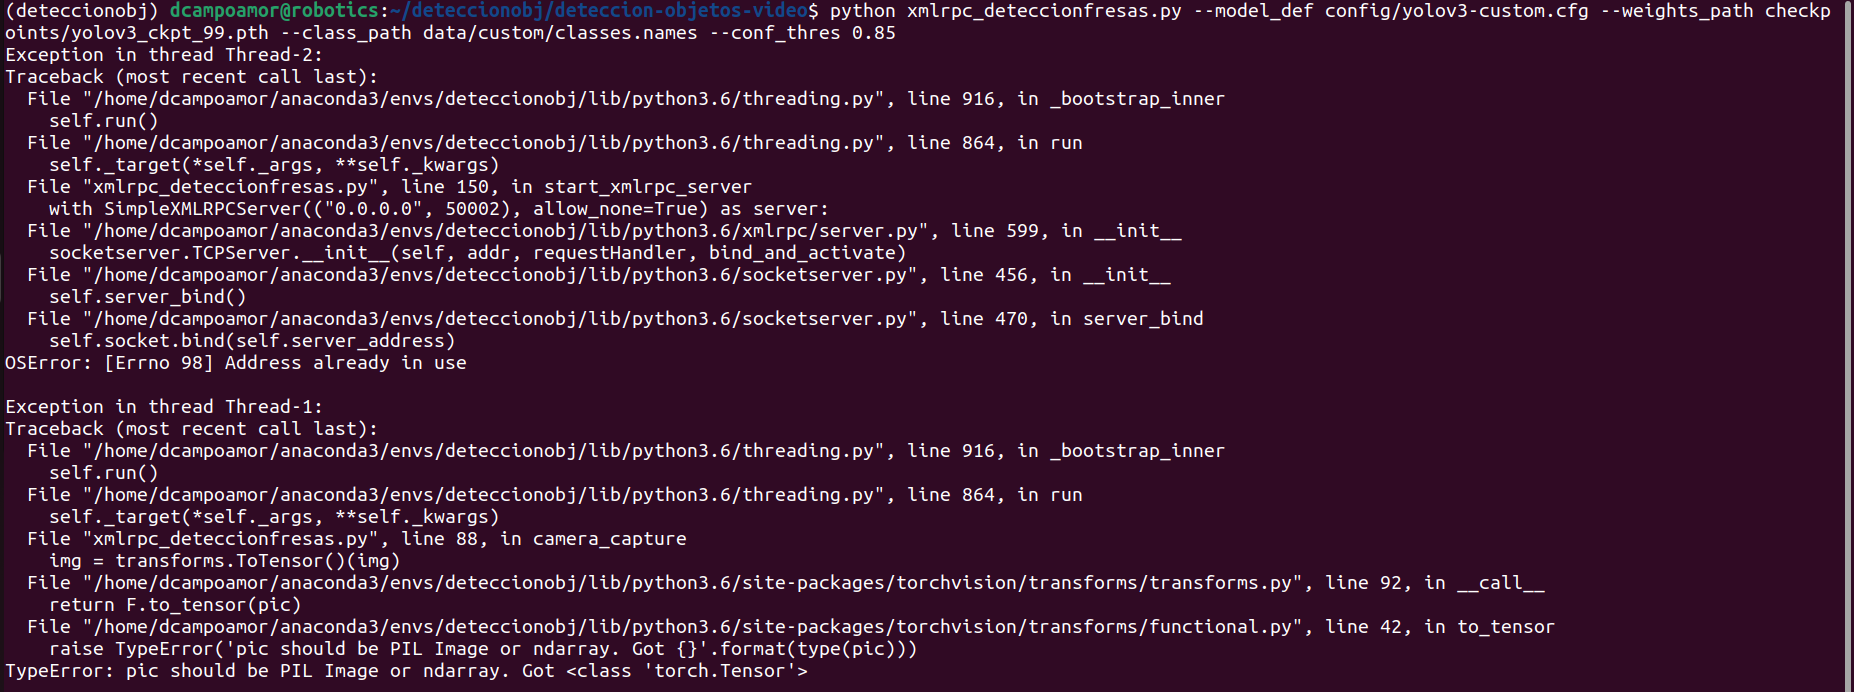 (deteccionobj) dcampoamor@robotics:~/deteccionobj/deteccion-objetos-video$ python xmlrpc_deteccionfresas.py --model_def config/yolov3-custom.cfg --weights_path checkp
oints/yolov3_ckpt_99.pth --class_path data/custom/classes.names --conf_thres 0.85
Exception in thread Thread-2:
Traceback (most recent call last):
  File "/home/dcampoamor/anaconda3/envs/deteccionobj/lib/python3.6/threading.py", line 916, in _bootstrap_inner
    self.run()
  File "/home/dcampoamor/anaconda3/envs/deteccionobj/lib/python3.6/threading.py", line 864, in run
    self._target(*self._args, **self._kwargs)
  File "xmlrpc_deteccionfresas.py", line 150, in start_xmlrpc_server
    with SimpleXMLRPCServer(("0.0.0.0", 50002), allow_none=True) as server:
  File "/home/dcampoamor/anaconda3/envs/deteccionobj/lib/python3.6/xmlrpc/server.py", line 599, in __init__
    socketserver.TCPServer.__init__(self, addr, requestHandler, bind_and_activate)
  File "/home/dcampoamor/anaconda3/envs/deteccionobj/lib/python3.6/socketserver.py", line 456, in __init__
    self.server_bind()
  File "/home/dcampoamor/anaconda3/envs/deteccionobj/lib/python3.6/socketserver.py", line 470, in server_bind
    self.socket.bind(self.server_address)
OSError: [Errno 98] Address already in use

Exception in thread Thread-1:
Traceback (most recent call last):
  File "/home/dcampoamor/anaconda3/envs/deteccionobj/lib/python3.6/threading.py", line 916, in _bootstrap_inner
    self.run()
  File "/home/dcampoamor/anaconda3/envs/deteccionobj/lib/python3.6/threading.py", line 864, in run
    self._target(*self._args, **self._kwargs)
  File "xmlrpc_deteccionfresas.py", line 88, in camera_capture
    img = transforms.ToTensor()(img)
  File "/home/dcampoamor/anaconda3/envs/deteccionobj/lib/python3.6/site-packages/torchvision/transforms/transforms.py", line 92, in __call__
    return F.to_tensor(pic)
  File "/home/dcampoamor/anaconda3/envs/deteccionobj/lib/python3.6/site-packages/torchvision/transforms/functional.py", line 42, in to_tensor
    raise TypeError('pic should be PIL Image or ndarray. Got {}'.format(type(pic)))
TypeError: pic should be PIL Image or ndarray. Got <class 'torch.Tensor'>